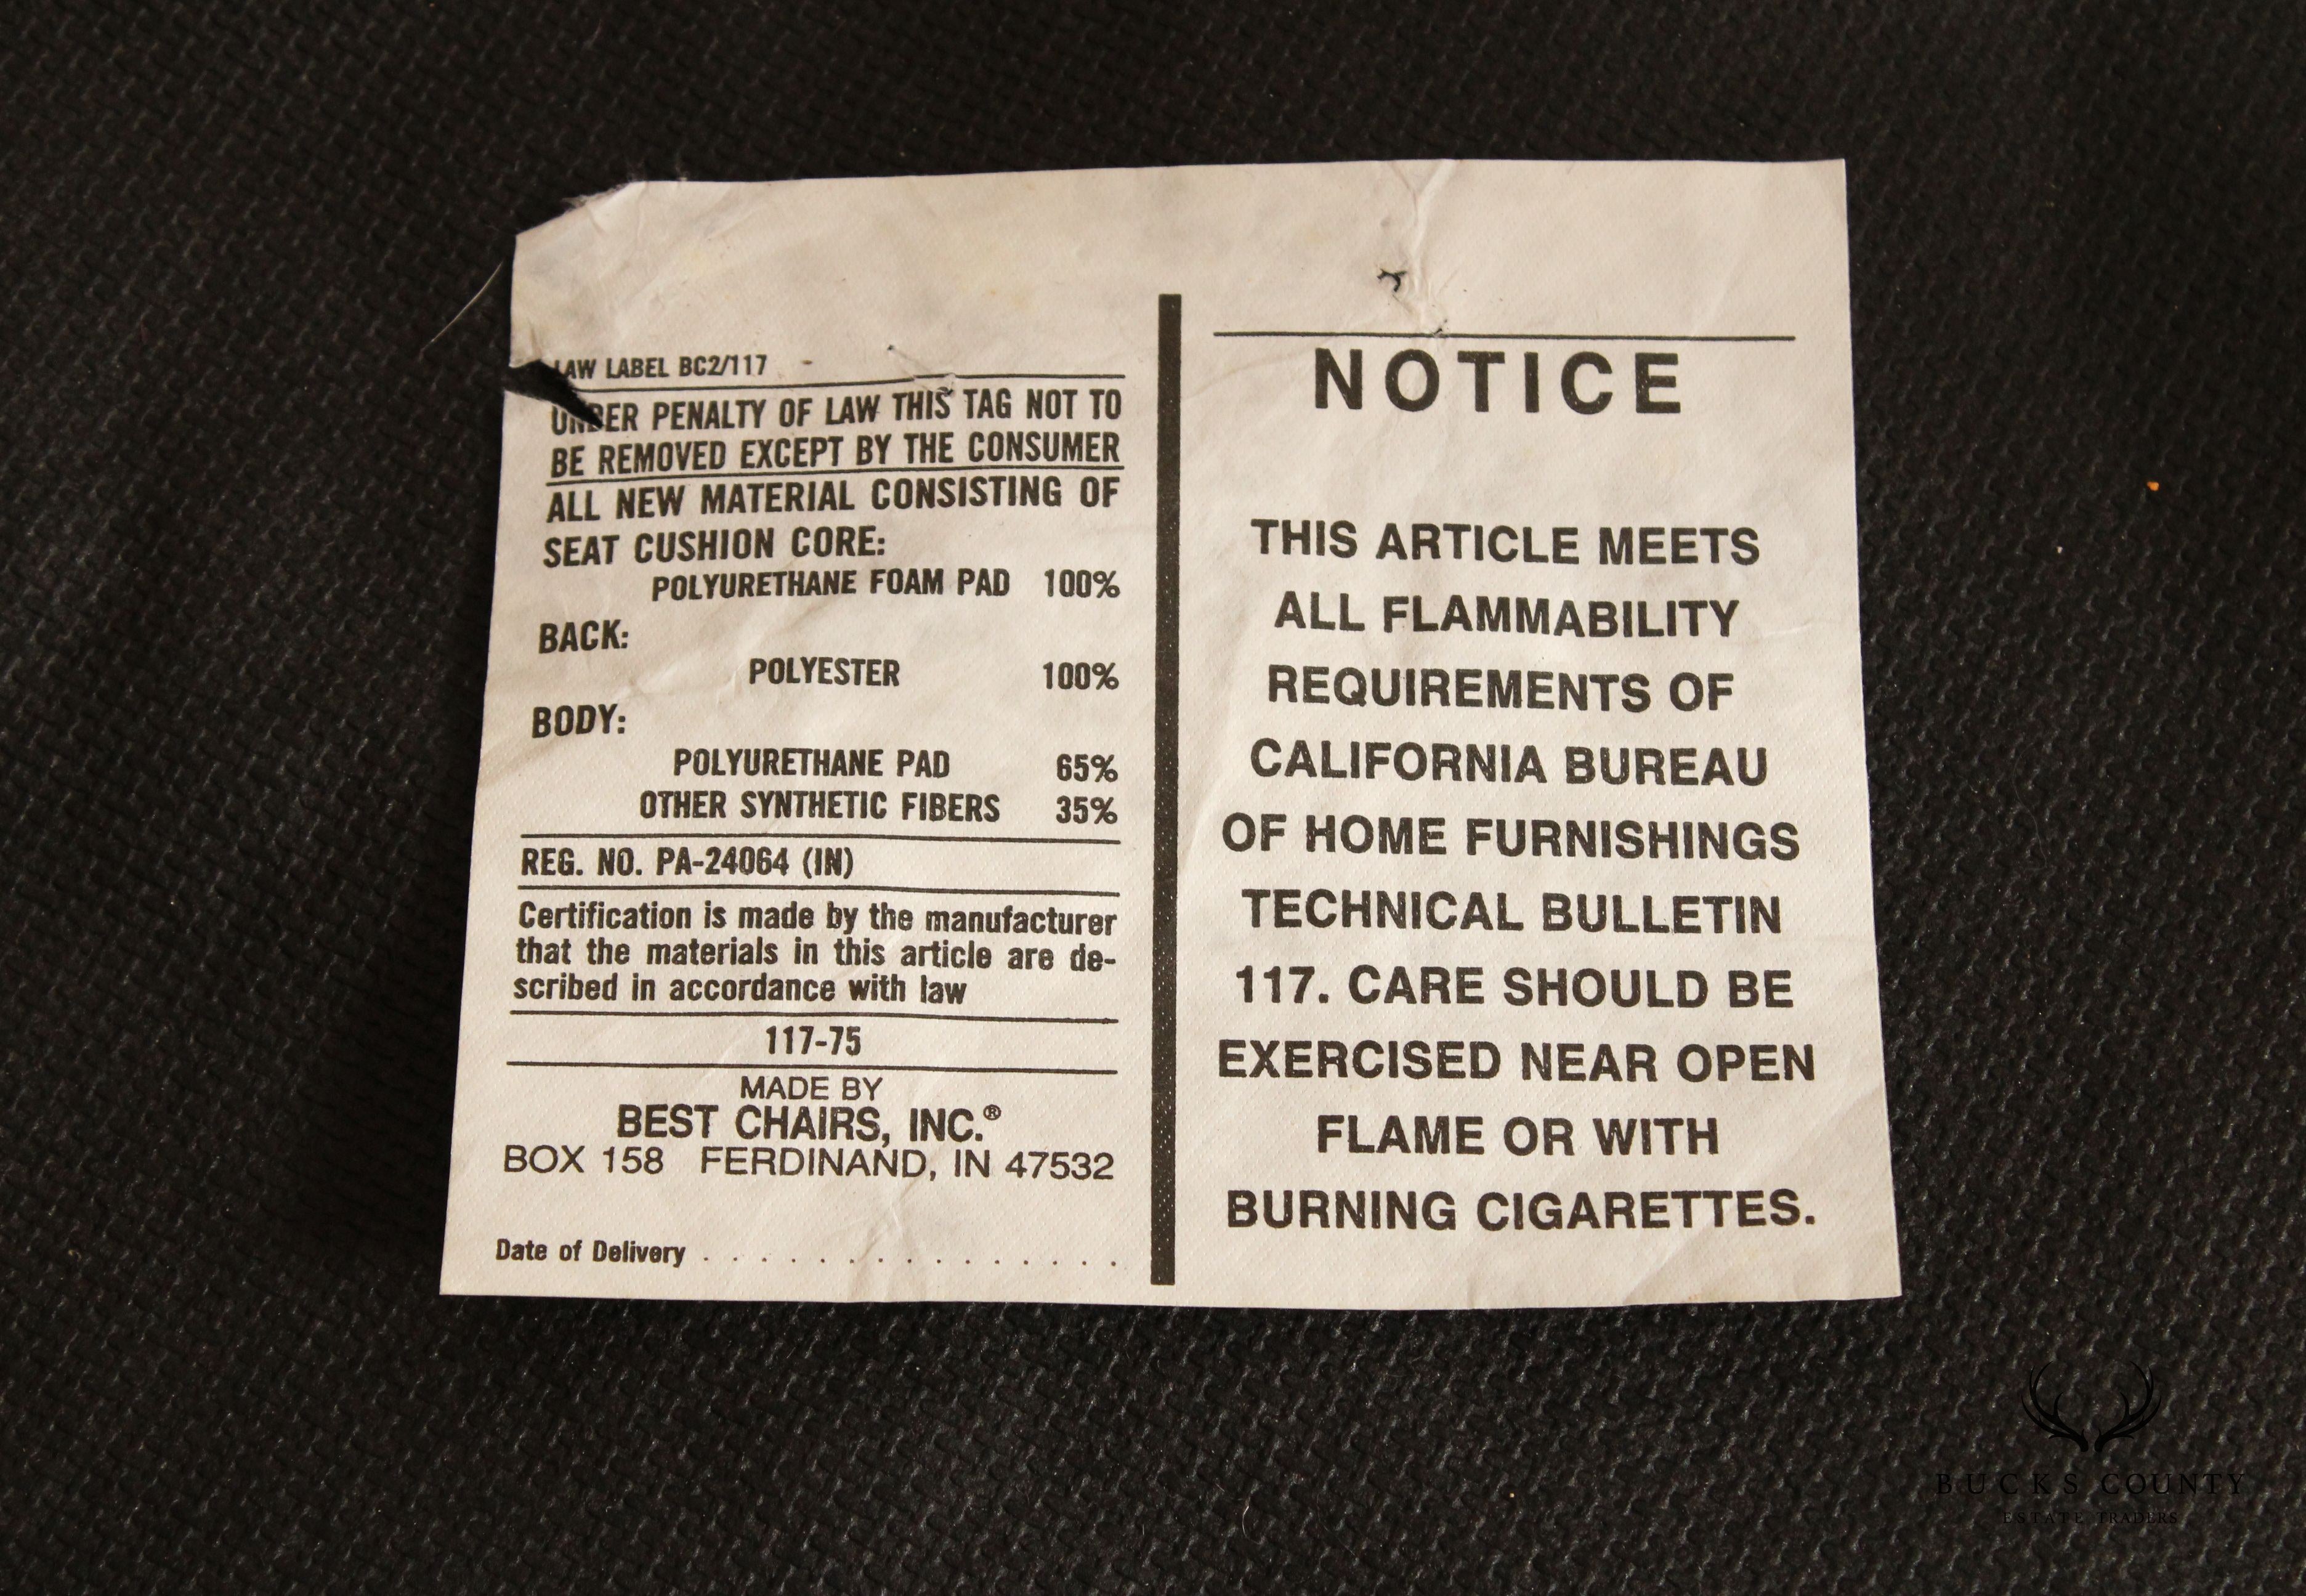 LAW LABEL BC2/117
UNDER PENALTY OF LAW THIS TAG NOT TO
BE REMOVED EXCEPT BY THE CONSUMER
ALL NEW MATERIAL CONSISTING OF
SEAT CUSHION CORE:
POLYURETHANE FOAM PAD 100%
BACK:
POLYESTER 100%
BODY:
POLYURETHANE PAD 65%
OTHER SYNTHETIC FIBERS 35%
REG. NO. PA-24064 (IN)
Certification is made by the manufacturer
that the materials in this article are de-
scribed in accordance with law
117-75
MADE BY
BEST CHAIRS, INC.®
BOX 158 FERDINAND, IN 47532
Date of Delivery . . . . . . . . . . . . . . .
NOTICE
THIS ARTICLE MEETS
ALL FLAMMABILITY
REQUIREMENTS OF
CALIFORNIA BUREAU
OF HOME FURNISHINGS
TECHNICAL BULLETIN
117. CARE SHOULD BE
EXERCISED NEAR OPEN
FLAME OR WITH
BURNING CIGARETTES.
BUCKS COUNTY
ESTATE TRADERS